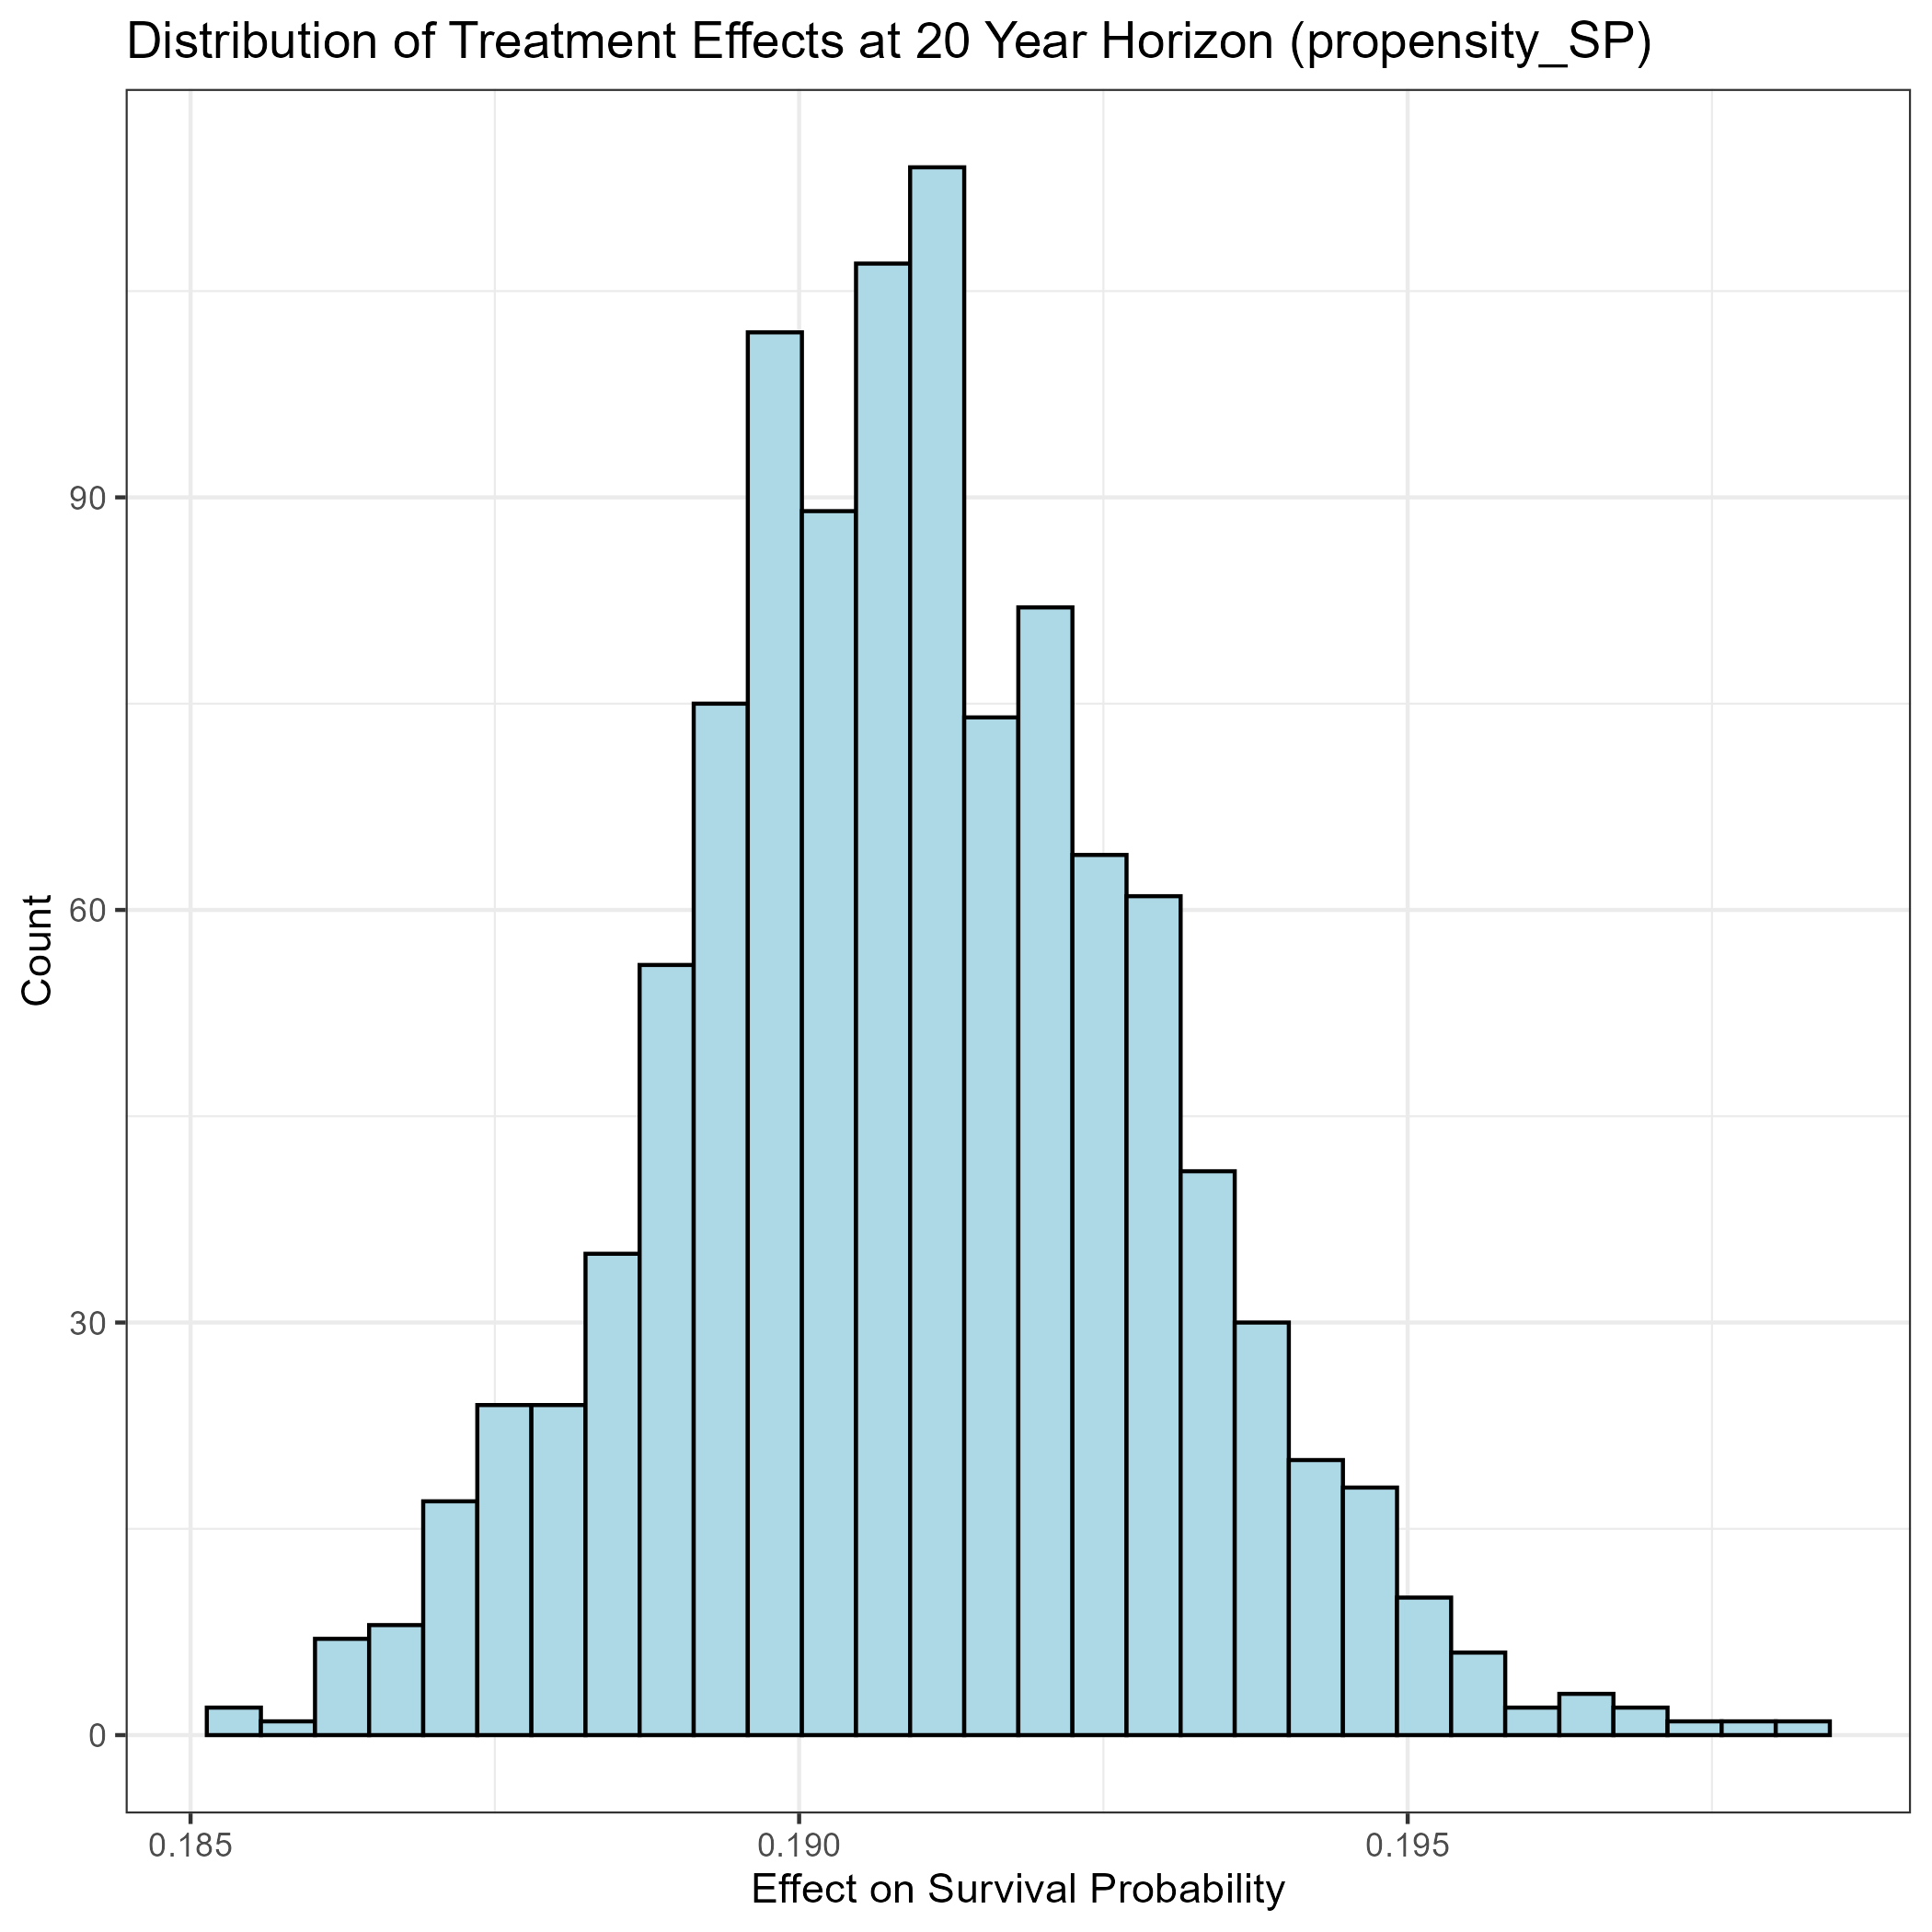 Distribution of Treatment Effects at 20 Year Horizon (propensity_SP)
Count
90
60
30
0
0.185 0.190 0.195
Effect on Survival Probability